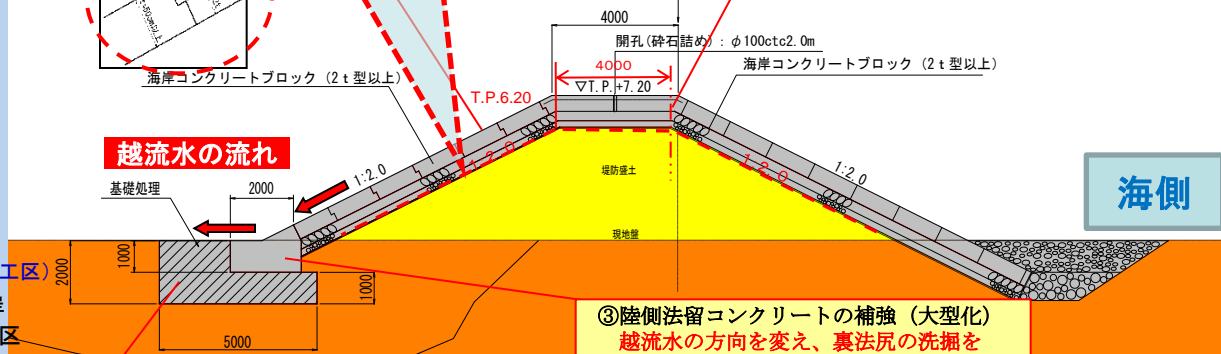 4000
開孔(砕石詰め)：φ100ctc2.0m
海岸コンクリートブロック（2ｔ型以上）
4000
海岸コンクリートブロック（2ｔ型以上）
▽T.P.+7.20
T.P.6.20
越流水の流れ
1:2.0
1:2.0
堤防盛土
1:2.0
1:2.0
海側
基礎処理
2000
現地盤
2000
1000
1000
5000
工区）
区
③陸側法留コンクリートの補強（大型化）
越流水の方向を変え、裏法尻の洗掘を